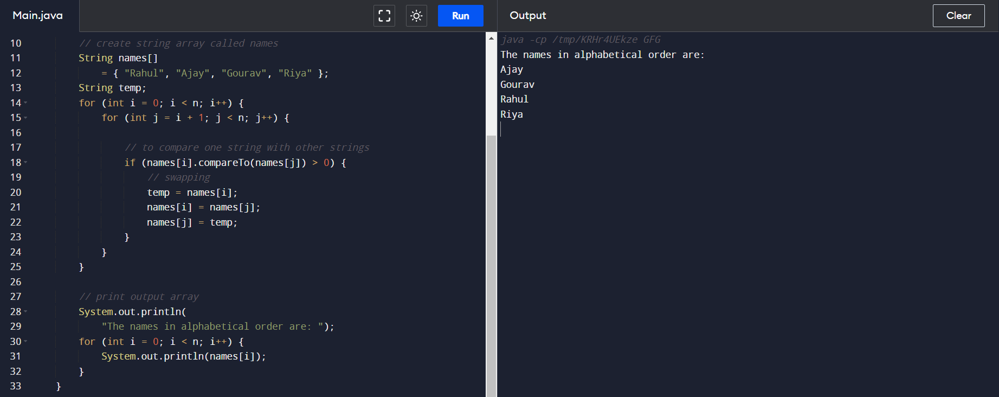 Main.java
Run
10 // create string array called names
11 String names[]
12 = { "Rahul", "Ajay", "Gourav", "Riya" };
13 String temp;
14 for (int i = 0; i < n; i++) {
15 for (int j = i + 1; j < n; j++) {
16
17 // to compare one string with other strings
18 if (names[i].compareTo(names[j]) > 0) {
19 // swapping
20 temp = names[i];
21 names[i] = names[j];
22 names[j] = temp;
23 }
24 }
25 }
26
27 // print output array
28 System.out.println(
29 "The names in alphabetical order are: ");
30 for (int i = 0; i < n; i++) {
31 System.out.println(names[i]);
32 }
33 }
Output
Clear
java -cp /tmp/KRHr4UEkze GFG
The names in alphabetical order are:
Ajay
Gourav
Rahul
Riya